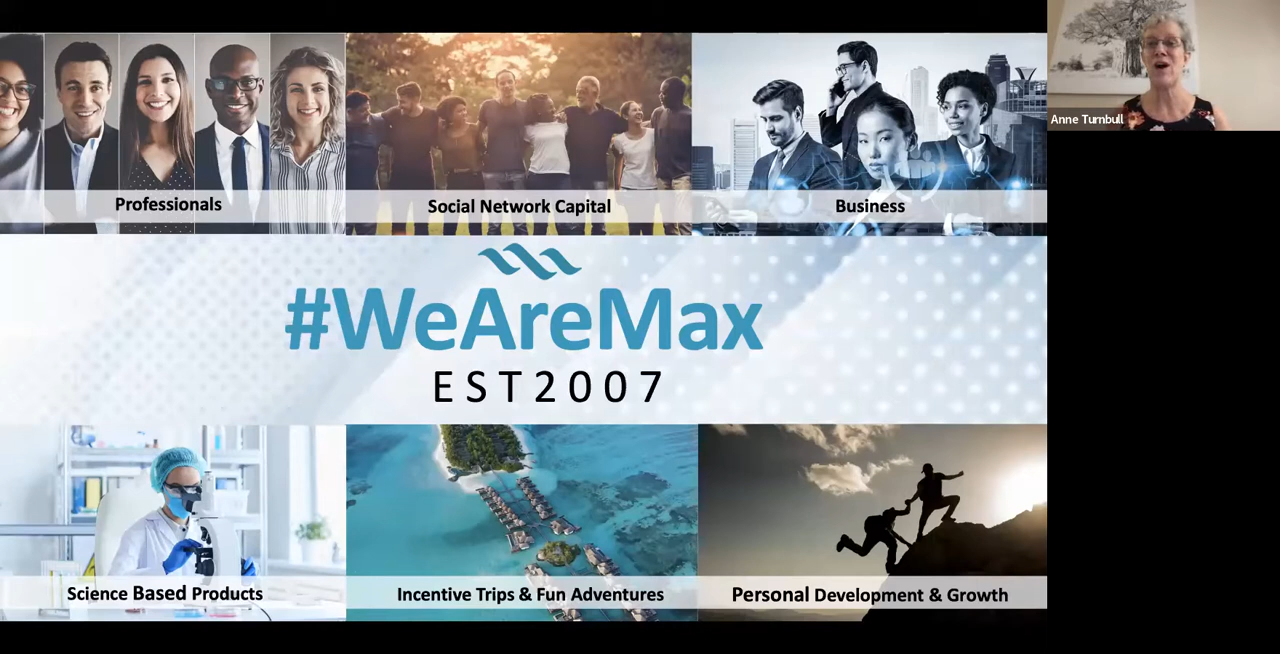 Anne Turnbull
Professionals
Social Network Capital
Business
#WeAreMax
EST2007
Science Based Products
Incentive Trips & Fun Adventures
Personal Development & Growth